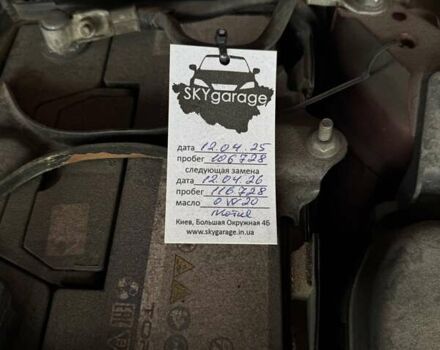 SKYgarage
дата 12.04.25
пробег 106728
следующая замена
дата 12.04.26
пробег 116728
масло 0W20
Motul
Киев, Большая Окружная 4Б
www.skygarage.in.ua